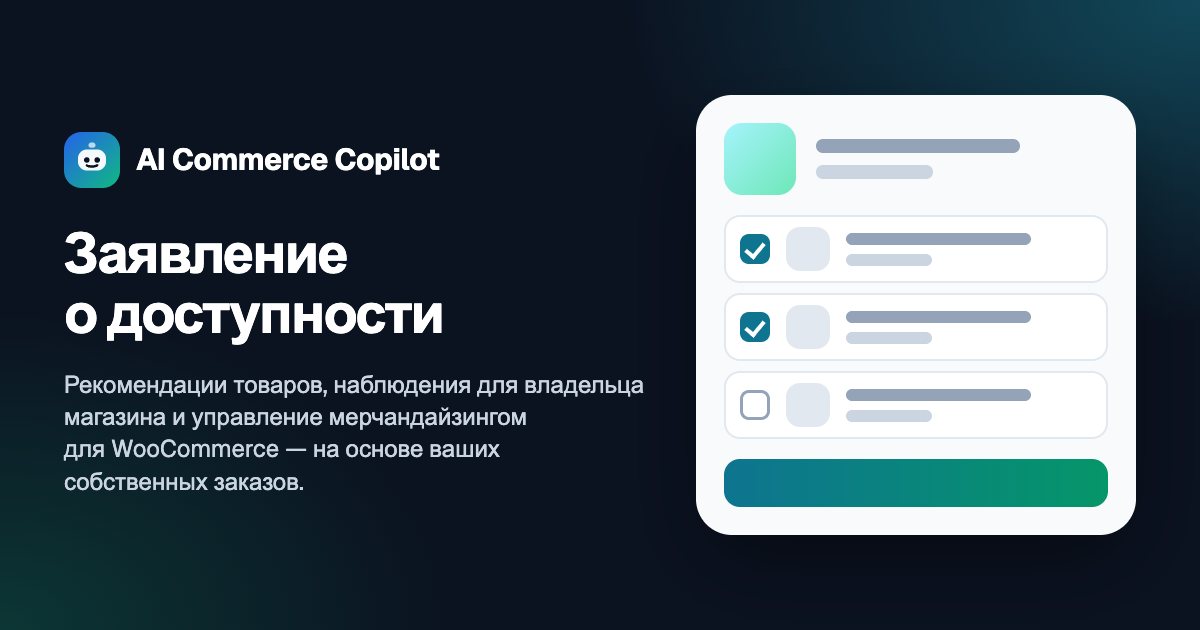 AI Commerce Copilot
Заявление
о доступности
Рекомендации товаров, наблюдения для владельца
магазина и управление мерчандайзингом
для WooCommerce — на основе ваших
собственных заказов.